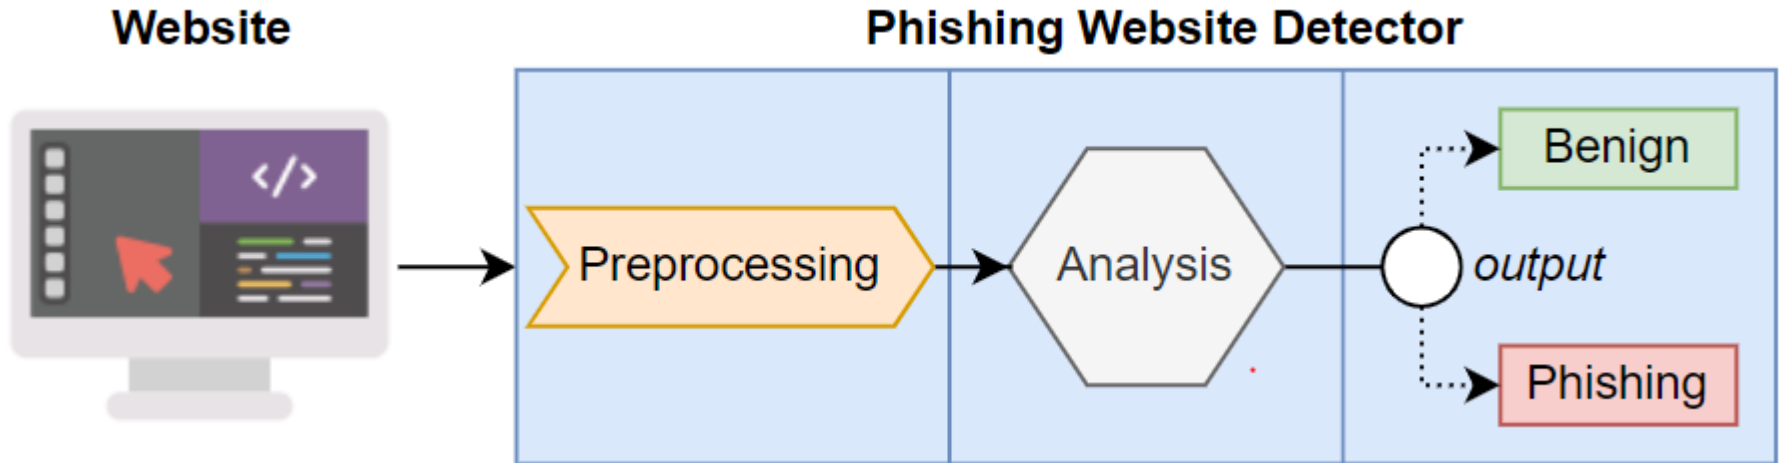 Website
Phishing Website Detector
</>
Preprocessing
Analysis
output
Benign
Phishing